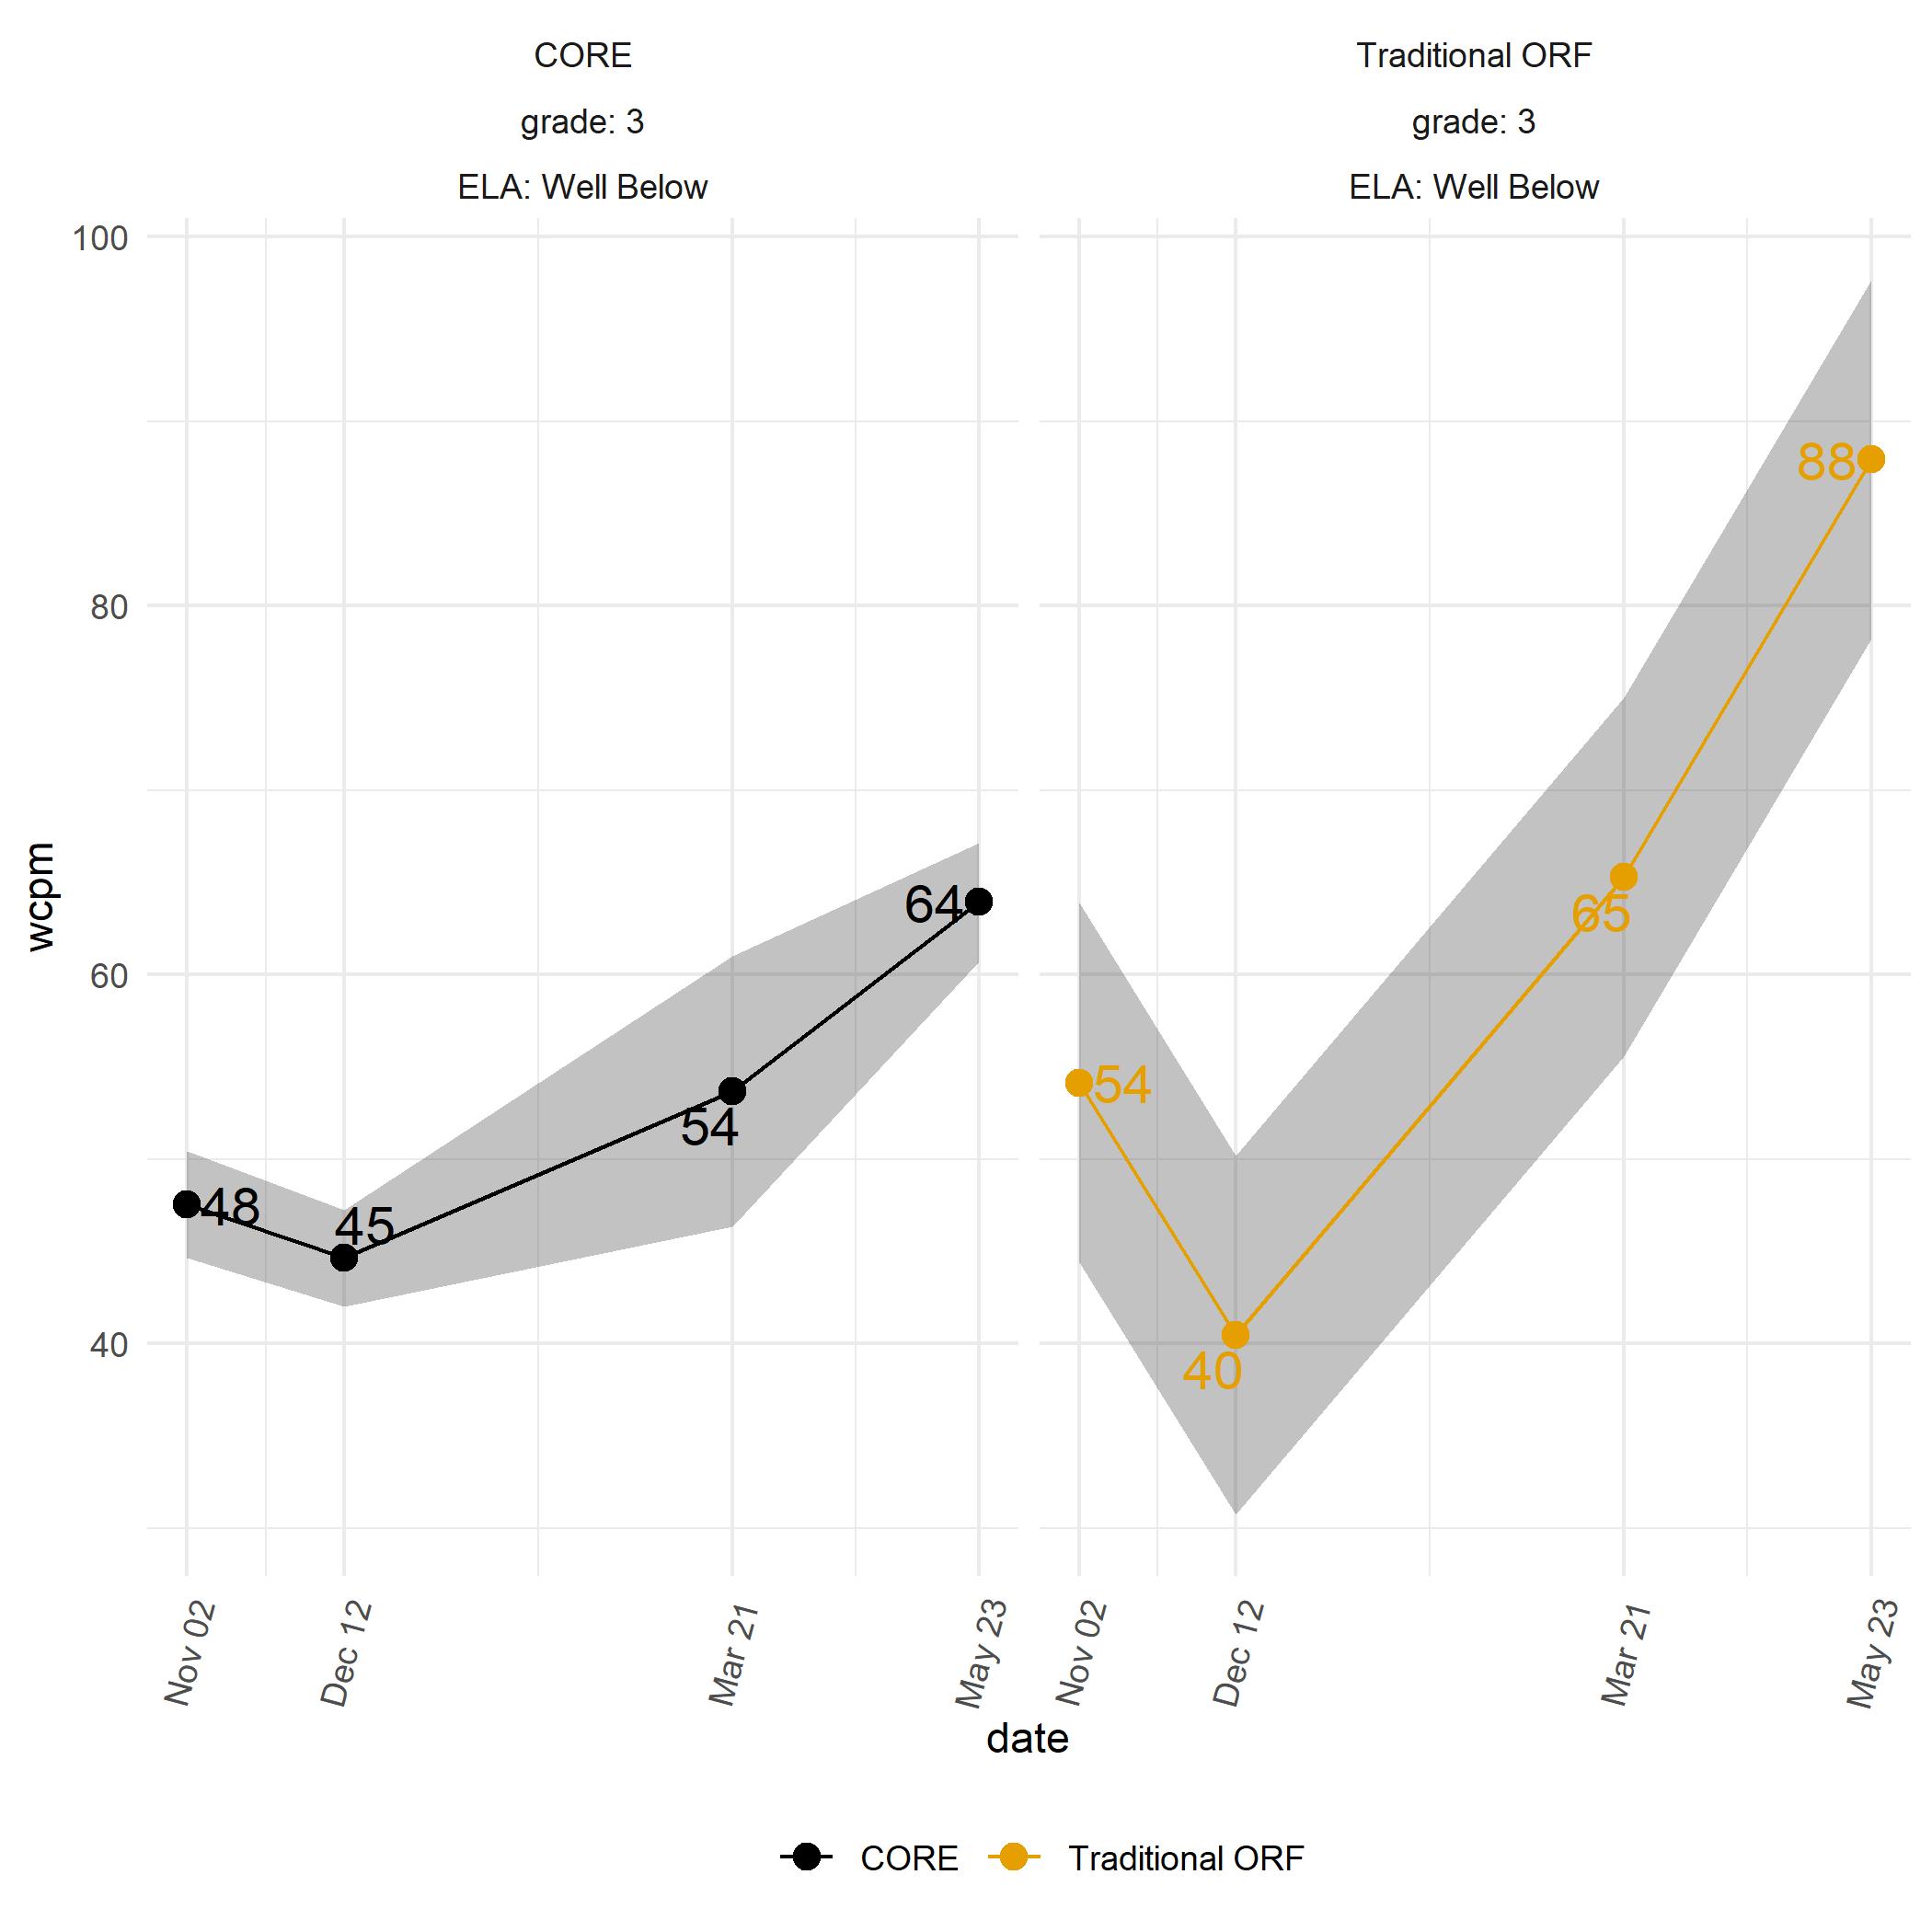 CORE
grade: 3
ELA: Well Below
Traditional ORF
grade: 3
ELA: Well Below
wcpm
100
80
60
40
48
45
54
64
54
40
65
88
Nov 02
Dec 12
Mar 21
May 23
Nov 02
Dec 12
Mar 21
May 23
date
CORE
Traditional ORF